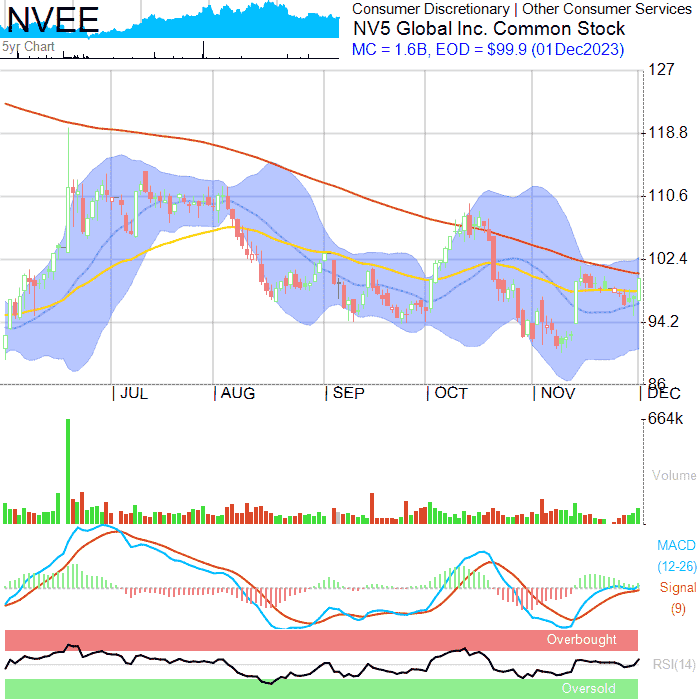 NVEE
5yr Chart
Consumer Discretionary | Other Consumer Services
NV5 Global Inc. Common Stock
MC = 1.6B, EOD = $99.9 (01Dec2023)
127
118.8
110.6
102.4
94.2
86
JUL AUG SEP OCT NOV DEC
664k
Volume
MACD
(12-26)
Signal
(9)
Overbought
RSI(14)
Oversold